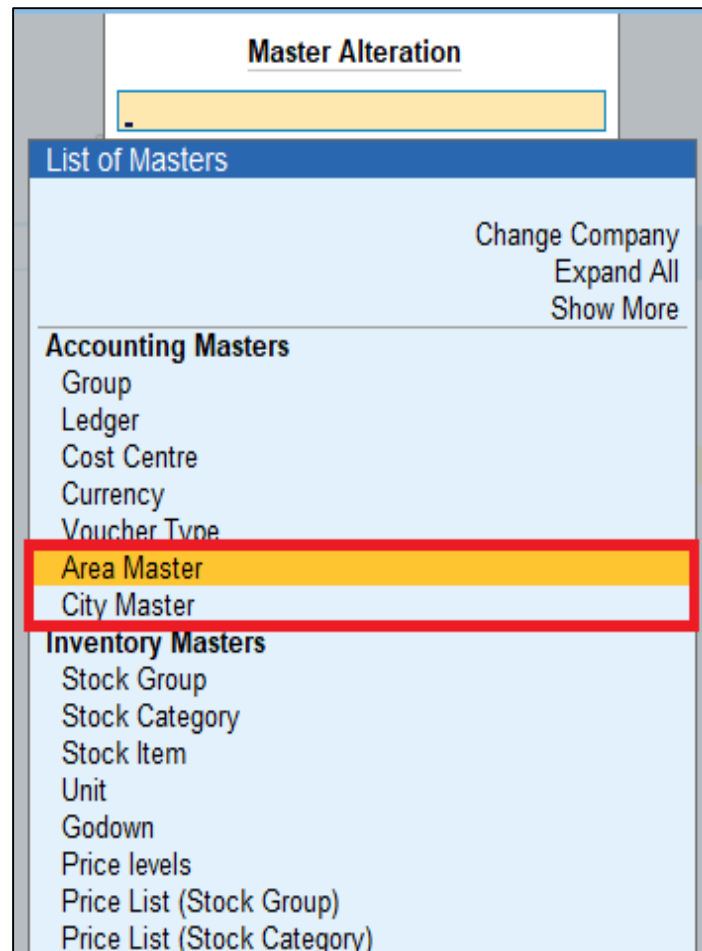 Master Alteration
List of Masters
Change Company
Expand All
Show More
Accounting Masters
Group
Ledger
Cost Centre
Currency
Voucher Type
Area Master
City Master
Inventory Masters
Stock Group
Stock Category
Stock Item
Unit
Godown
Price levels
Price List (Stock Group)
Price List (Stock Category)